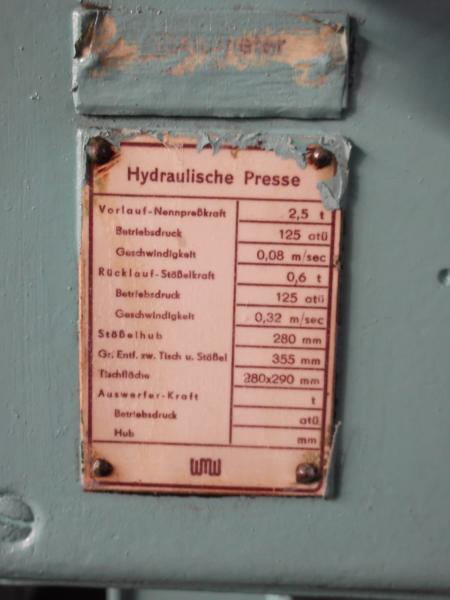 Hydraulische Presse
Vorlauf-Nennpreßkraft 2,5 t
Betriebsdruck 125 atü
Geschwindigkeit 0,08 m/sec
Rücklauf-Stößelkraft 0,6 t
Betriebsdruck 125 atü
Geschwindigkeit 0,32 m/sec
Stößelhub 280 mm
Gr. Entf. zw. Tisch u. Stößel 355 mm
Tischfläche 280x290 mm
Auswerfer-Kraft t
Betriebsdruck atü
Hub mm
WMW